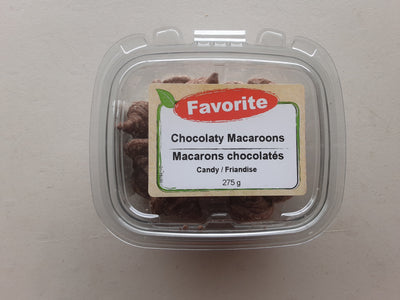 Favorite
Chocolaty Macaroons
Macarons chocolatés
Candy / Friandise
275 g